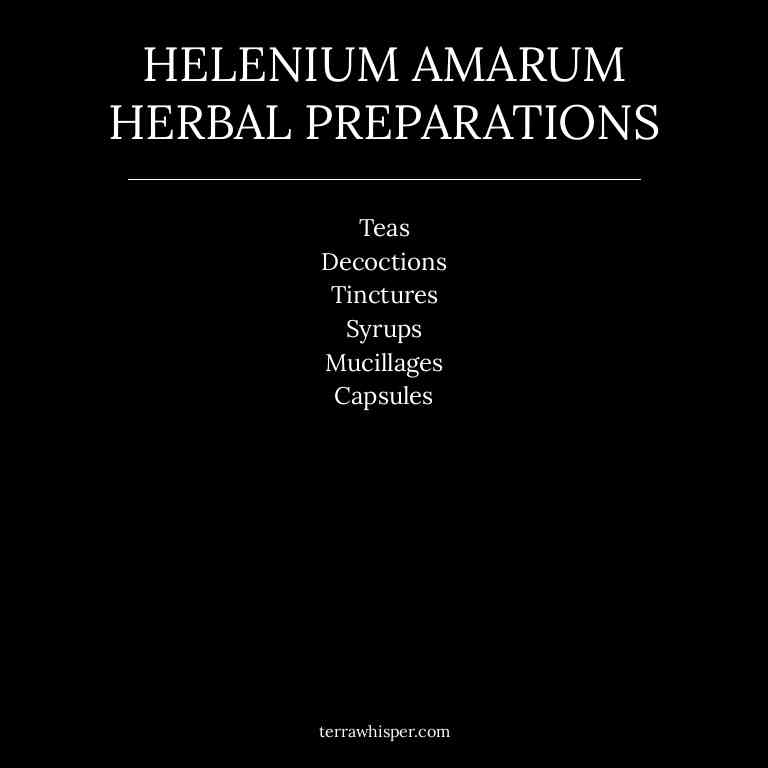 HELENIUM AMARUM
HERBAL PREPARATIONS
Teas
Decoctions
Tinctures
Syrups
Mucillages
Capsules
terrawhisper.com